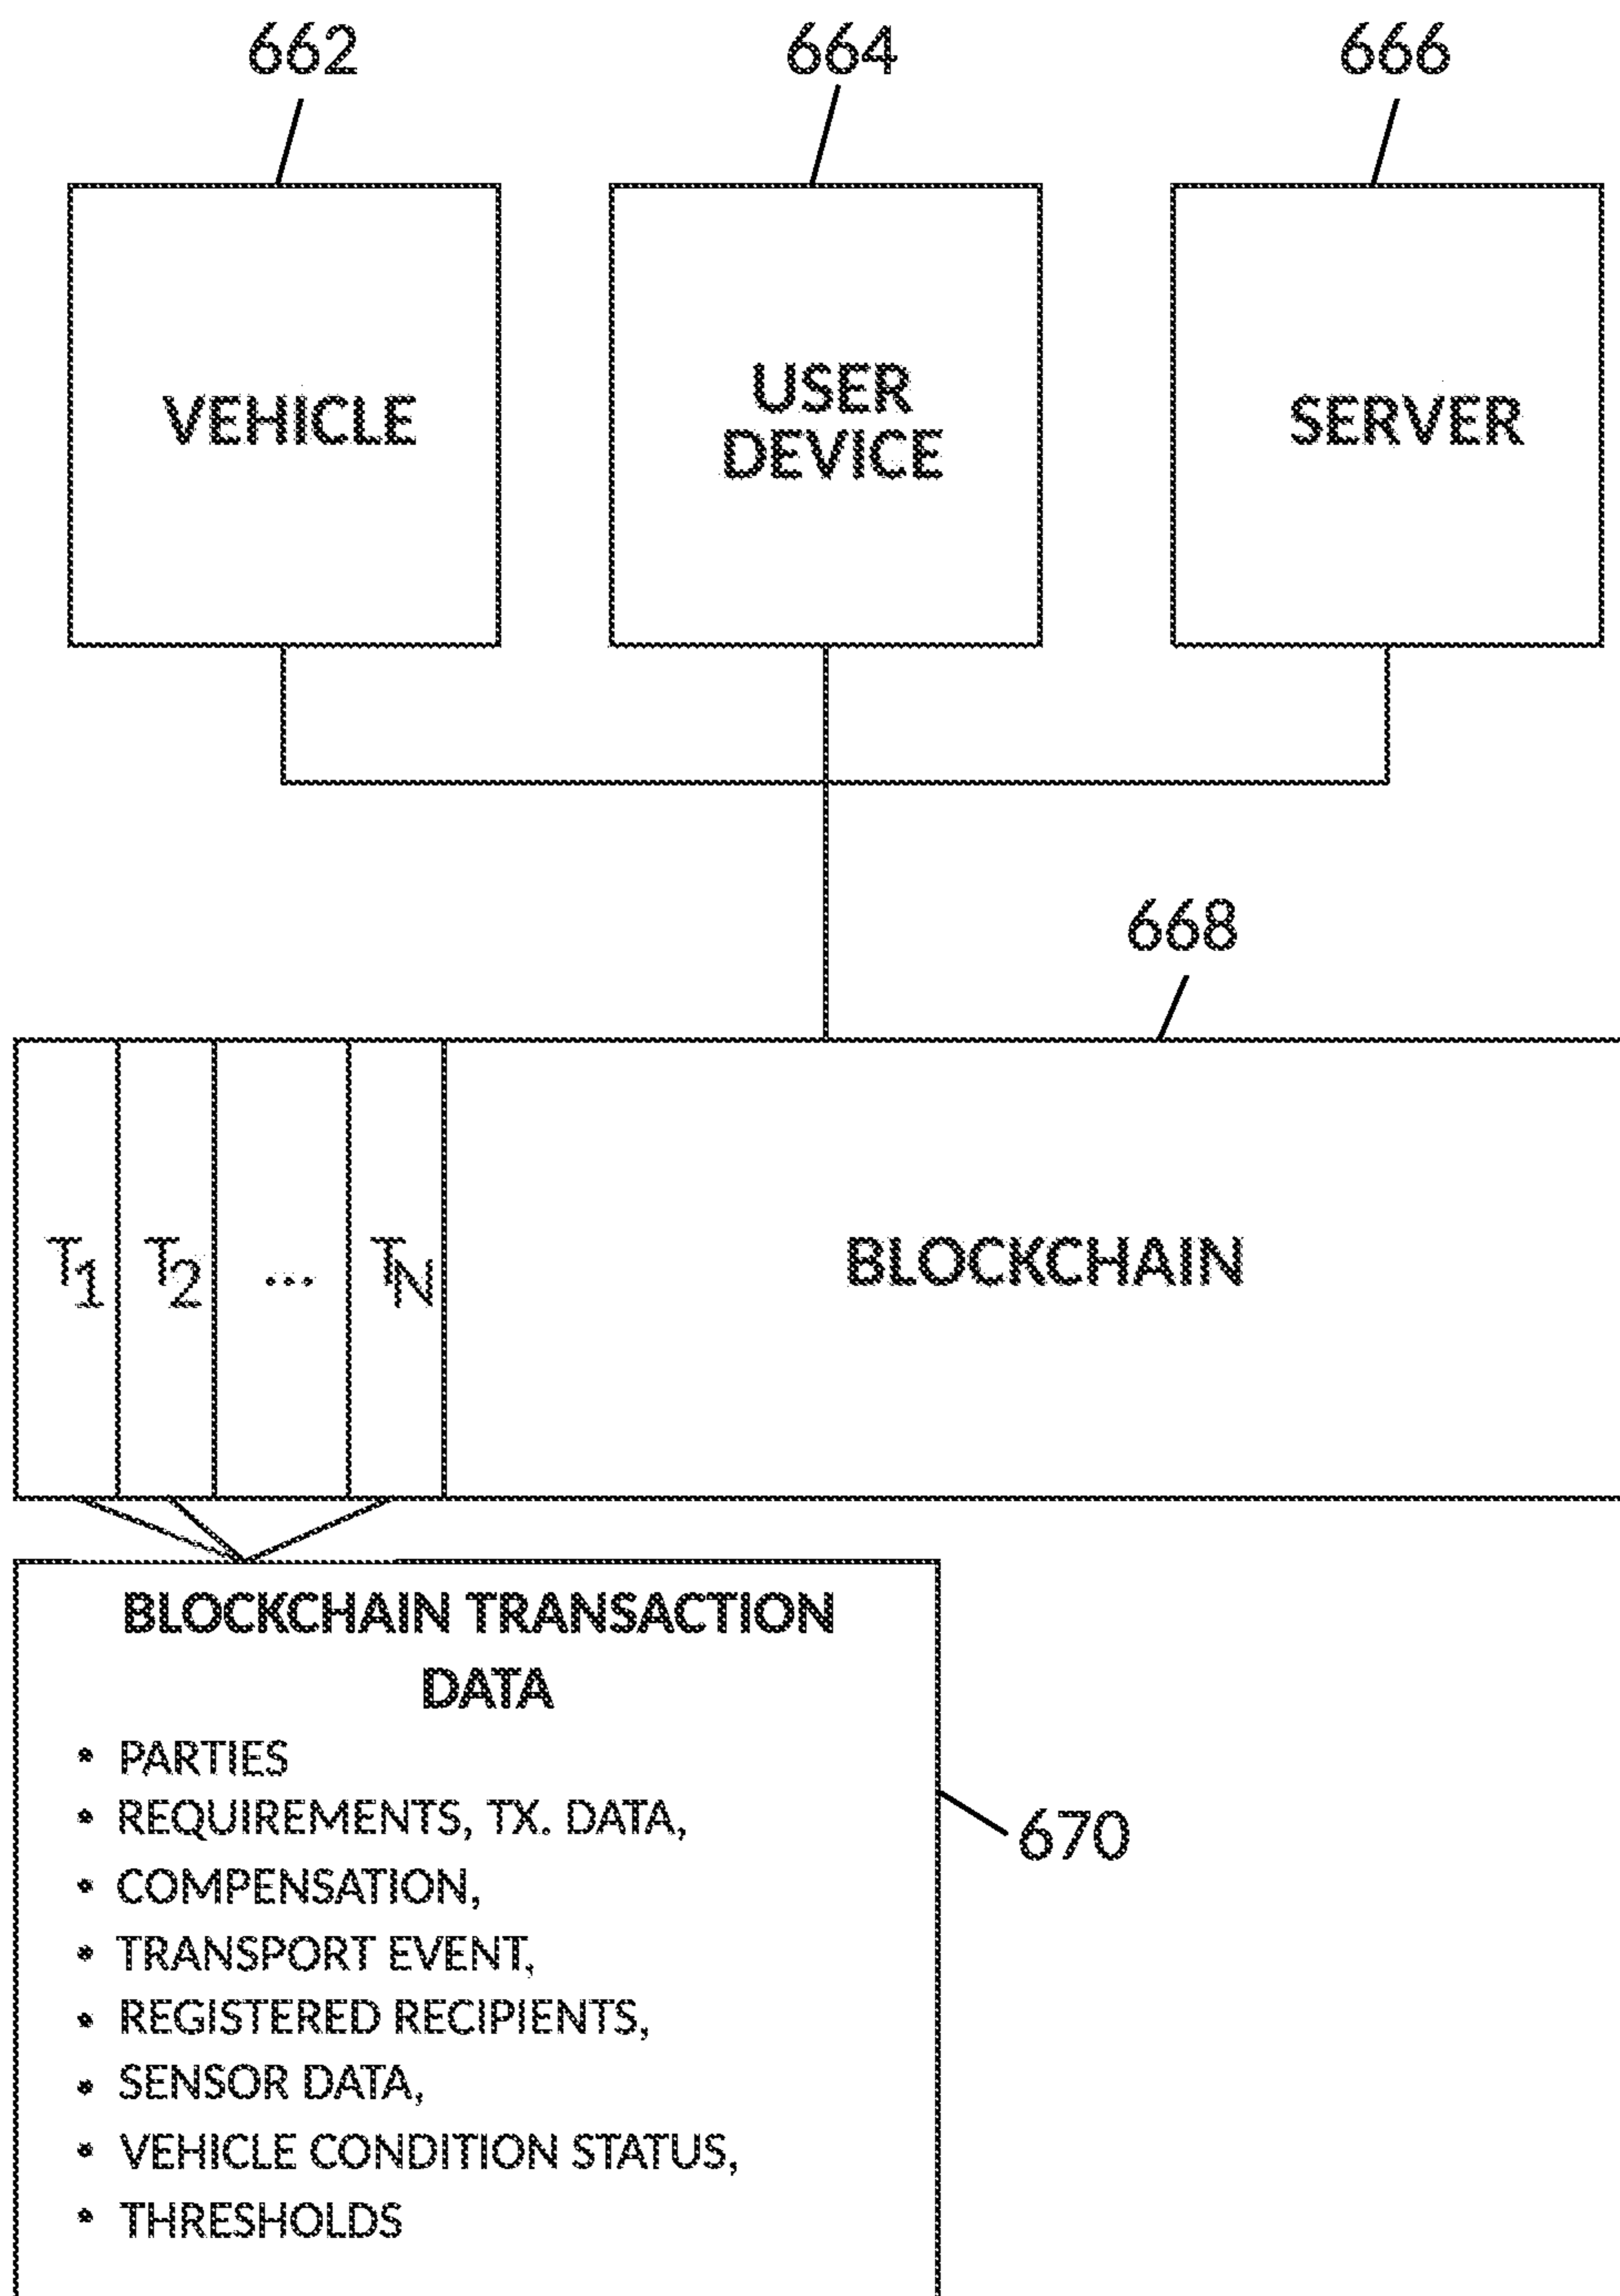 662 664 666
VEHICLE
USER
DEVICE
SERVER
668
T1 T2 ... TN BLOCKCHAIN
BLOCKCHAIN TRANSACTION
DATA
• PARTIES
• REQUIREMENTS, TX. DATA,
• COMPENSATION,
• TRANSPORT EVENT,
• REGISTERED RECIPIENTS,
• SENSOR DATA,
• VEHICLE CONDITION STATUS,
• THRESHOLDS
670